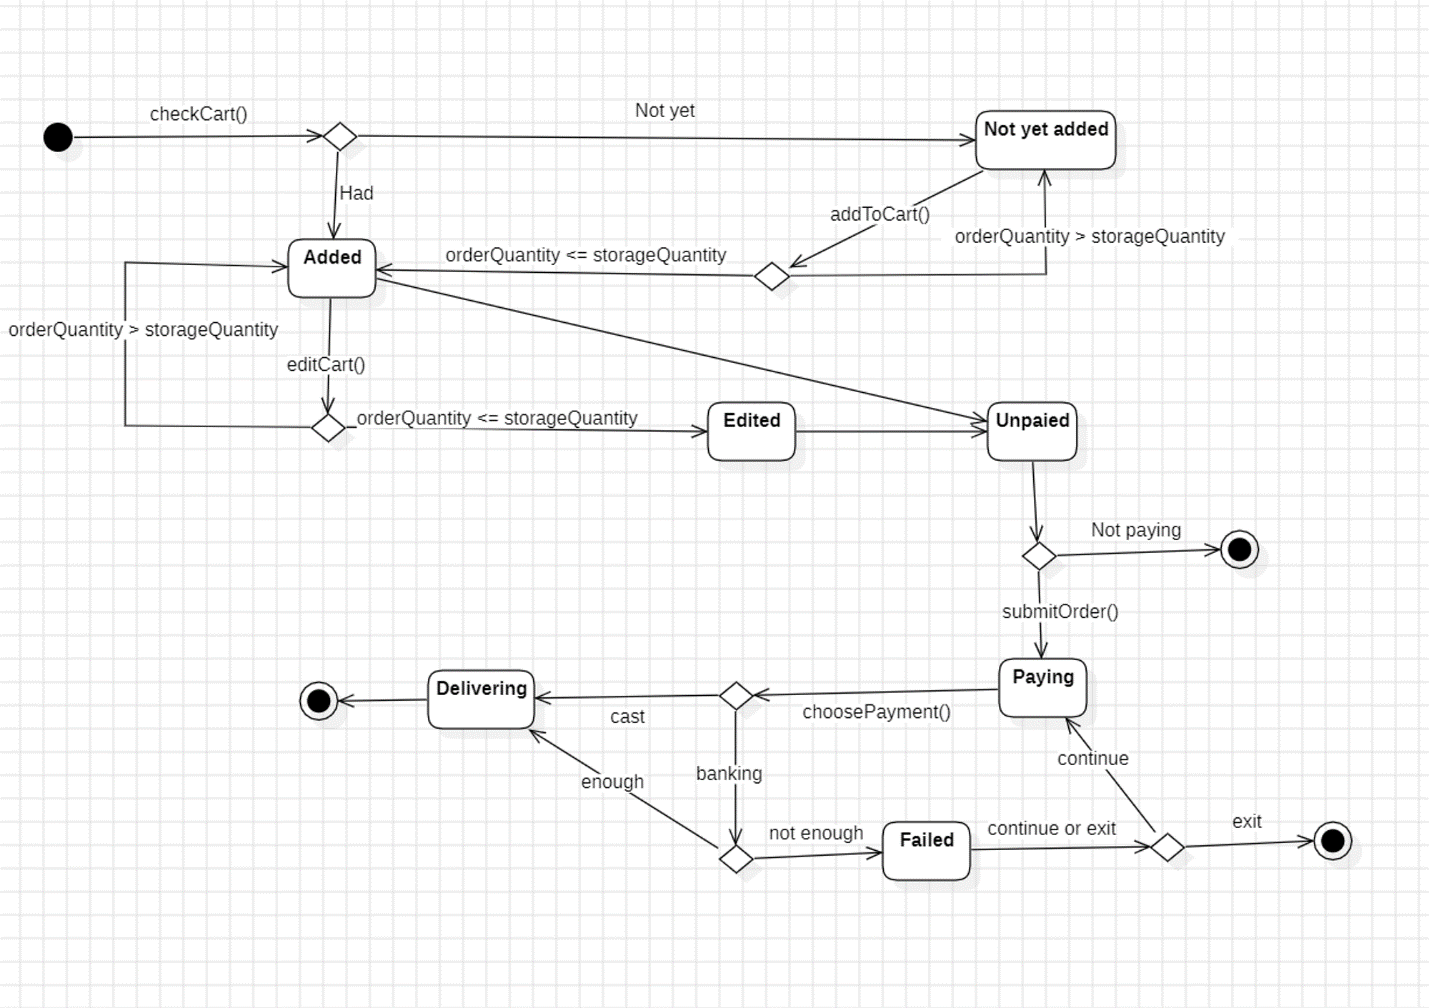 checkCart()
Not yet
Not yet added
Had
addToCart()
orderQuantity > storageQuantity
orderQuantity <= storageQuantity
Added
orderQuantity > storageQuantity
editCart()
orderQuantity <= storageQuantity
Edited
Unpaied
Not paying
submitOrder()
Paying
Delivering
cast
choosePayment()
continue
banking
enough
not enough
Failed
continue or exit
exit